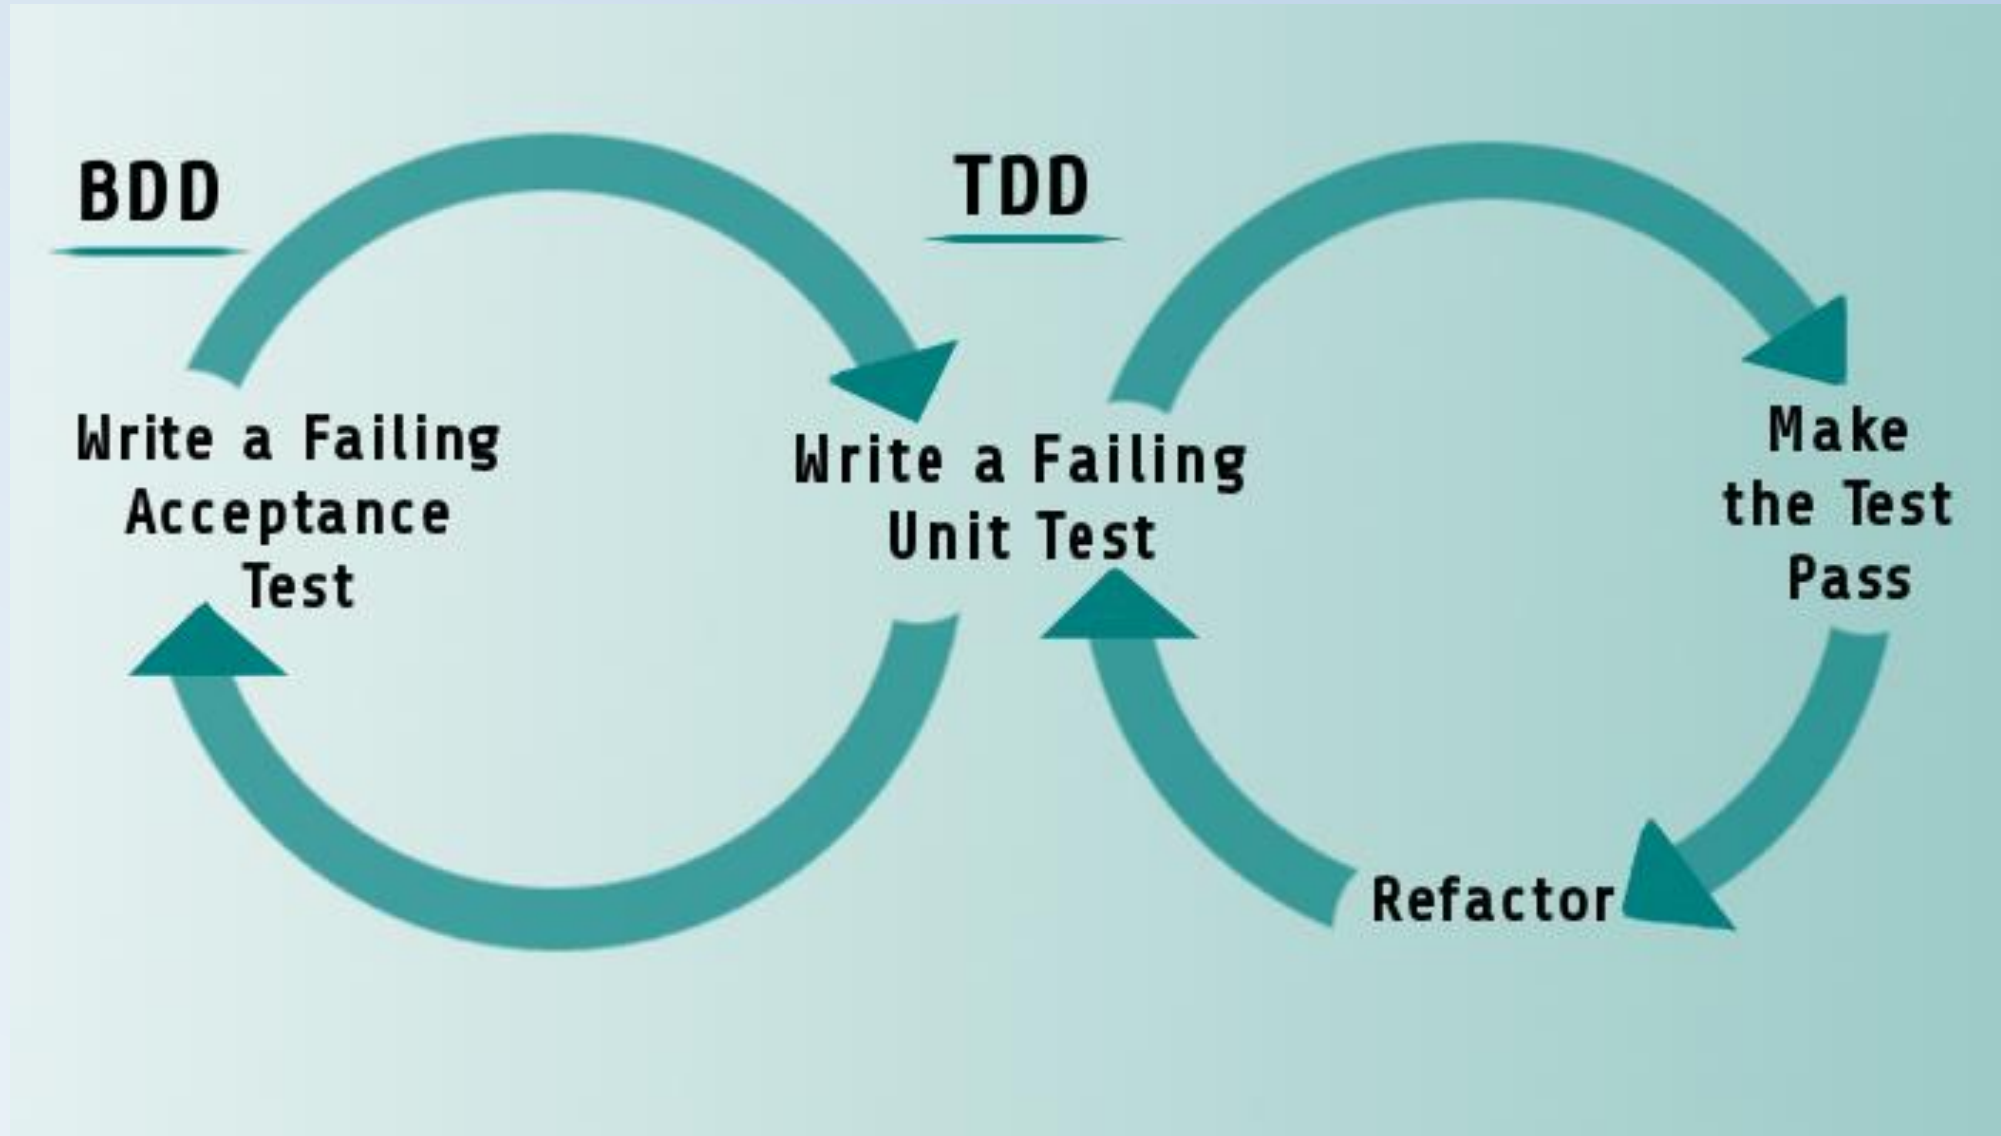 BDD
TDD
Write a Failing
Acceptance
Test
Write a Failing
Unit Test
Make
the Test
Pass
Refactor